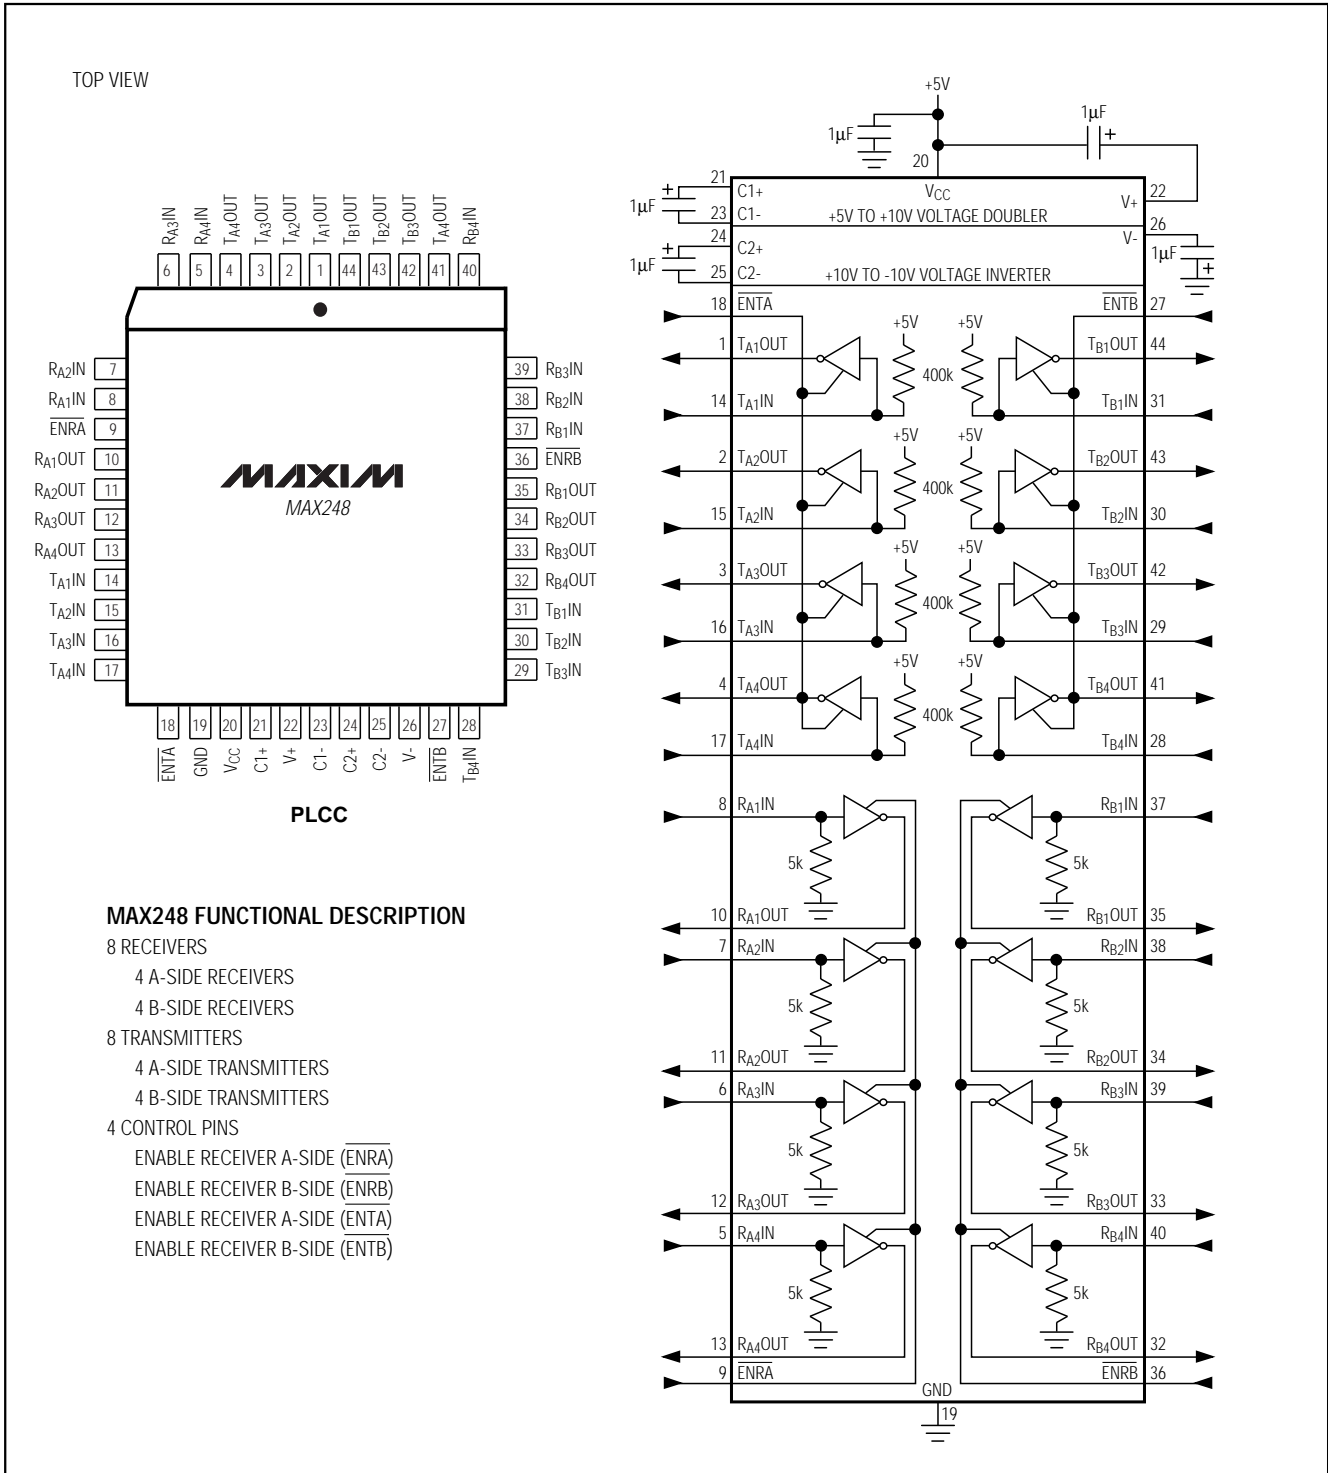 TOP VIEW
RA3IN
RA4IN
TA4OUT
TA3OUT
TA2OUT
TA1OUT
TB1OUT
TB2OUT
TB3OUT
TA4OUT
RB4IN
6 5 4 3 2 1 44 43 42 41 40
RA2IN 7
RA1IN 8
ENRA 9
RA1OUT 10
RA2OUT 11
RA3OUT 12
RA4OUT 13
TA1IN 14
TA2IN 15
TA3IN 16
TA4IN 17
MAXIM
MAX248
39 RB3IN
38 RB2IN
37 RB1IN
36 ENRB
35 RB1OUT
34 RB2OUT
33 RB3OUT
32 RB4OUT
31 TB1IN
30 TB2IN
29 TB3IN
18 19 20 21 22 23 24 25 26 27 28
ENTA
GND
VCC
C1+
V+
C1-
C2+
C2-
V-
ENTB
TB4IN
PLCC
MAX248 FUNCTIONAL DESCRIPTION
8 RECEIVERS
4 A-SIDE RECEIVERS
4 B-SIDE RECEIVERS
8 TRANSMITTERS
4 A-SIDE TRANSMITTERS
4 B-SIDE TRANSMITTERS
4 CONTROL PINS
ENABLE RECEIVER A-SIDE (ENRA)
ENABLE RECEIVER B-SIDE (ENRB)
ENABLE RECEIVER A-SIDE (ENTA)
ENABLE RECEIVER B-SIDE (ENTB)
+5V
1µF
1µF +
20
21 C1+ VCC V+ 22
+ 1µF
23 C1- +5V TO +10V VOLTAGE DOUBLER
24 C2+ V- 26
+ 1µF
1µF +
25 C2- +10V TO -10V VOLTAGE INVERTER
18 ENTA ENTB 27
+5V +5V
1 TA1OUT TB1OUT 44
400k
14 TA1IN TB1IN 31
+5V +5V
2 TA2OUT TB2OUT 43
400k
15 TA2IN TB2IN 30
+5V +5V
3 TA3OUT TB3OUT 42
400k
16 TA3IN TB3IN 29
+5V +5V
4 TA4OUT TB4OUT 41
400k
17 TA4IN TB4IN 28
8 RA1IN RB1IN 37
5k 5k
10 RA1OUT RB1OUT 35
7 RA2IN RB2IN 38
5k 5k
11 RA2OUT RB2OUT 34
6 RA3IN RB3IN 39
5k 5k
12 RA3OUT RB3OUT 33
5 RA4IN RB4IN 40
5k 5k
13 RA4OUT RB4OUT 32
9 ENRA ENRB 36
GND
19